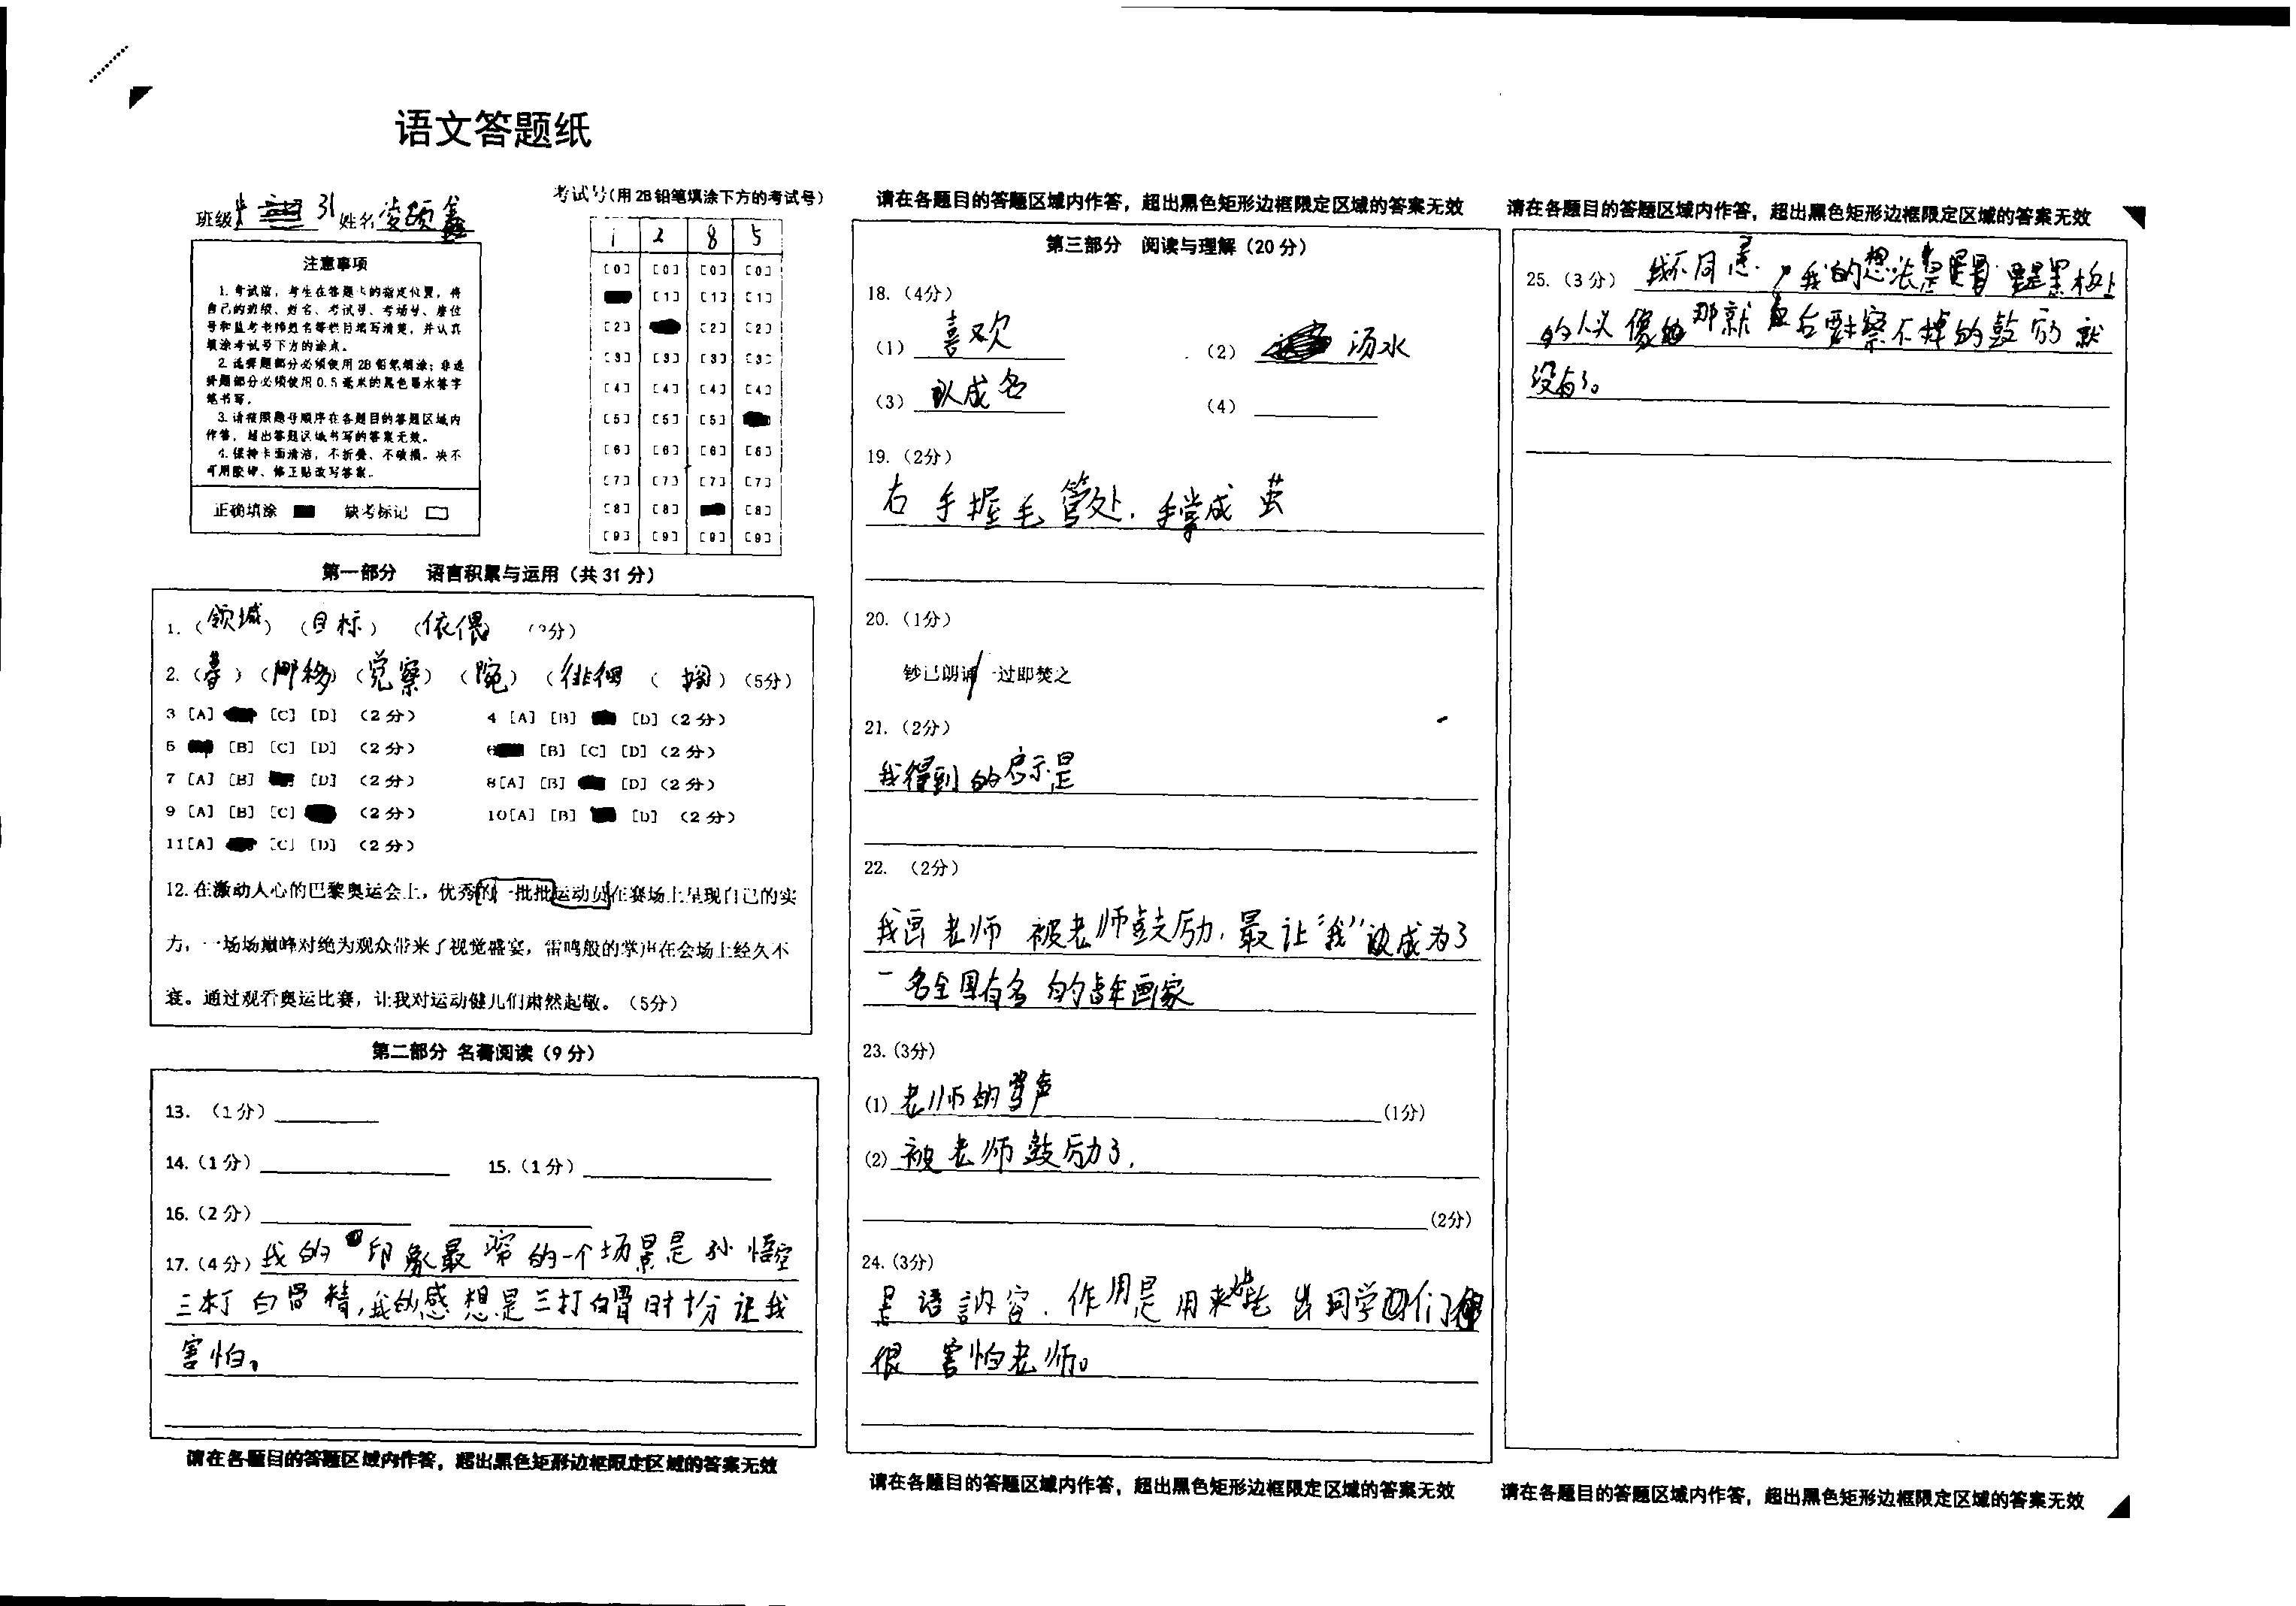 语文答题纸
班级 31 姓名 凌颀鑫
考试号(用2B铅笔填涂下方的考试号)
1 2 8 5
[0] [0] [0] [0]
[1] [1] [1]
[2] [2] [2]
[3] [3] [3] [3]
[4] [4] [4] [4]
[5] [5] [5]
[6] [6] [6] [6]
[7] [7] [7] [7]
[8] [8] [8]
[9] [9] [9] [9]
注意事项
1.考试前,考生在答题卡的指定位置,将
自己的班级、姓名、考试号、考场号、座位
号和监考老师姓名等栏目填写清楚,并认真
填涂考试号下方的涂点。
2.选择题部分必须使用2B铅笔填涂;非选
择题部分必须使用0.5毫米的黑色墨水签字
笔书写。
3.请按照题号顺序在各题目的答题区域内
作答,超出答题区域书写的答案无效。
4.保持卡面清洁,不折叠、不破损。决不
可用胶带、修正贴改写答案。
正确填涂 缺考标记
第一部分 语言积累与运用(共31分)
1.(领域)(目标)(依偎)
2.( )(挪移)(觉察)( )(徘徊)( )(5分)
3 [A] [C] [D] (2分) 4 [A] [B] [D] (2分)
5 [B] [C] [D] (2分) 6 [B] [C] [D] (2分)
7 [A] [B] [D] (2分) 8[A] [B] [D] (2分)
9 [A] [B] [C] (2分) 10[A] [B] [D] (2分)
11[A] [C] [D] (2分)
12.在激动人心的巴黎奥运会上,优秀的一批批运动员在赛场上呈现自己的实
力,一场场巅峰对绝为观众带来了视觉盛宴,雷鸣般的掌声在会场上经久不
衰。通过观看奥运比赛,让我对运动健儿们肃然起敬。(5分)
第二部分 名著阅读(9分)
13.(1分)
14.(1分) 15.(1分)
16.(2分)
17.(4分)我的印象最深的一个场景是孙悟空
三打白骨精,我的感想是三打白骨时十分让我
害怕。
请在各题目的答题区域内作答,超出黑色矩形边框限定区域的答案无效
请在各题目的答题区域内作答,超出黑色矩形边框限定区域的答案无效
第三部分 阅读与理解(20分)
18.(4分)
(1)喜欢 (2)汤水
(3)以成名 (4)
19.(2分)
右手握毛管处.手掌成茧
20.(1分)
钞已朗诵/一过即焚之
21.(2分)
我得到的启示是
22.(2分)
我画老师 被老师鼓励,最让“我”成为了
一名全国有名的青年画家
23.(3分)
(1)老师的掌声(1分)
(2)被老师鼓励了.
(2分)
24.(3分)
是语言内容.作用是用来 出同学们
很害怕老师。
请在各题目的答题区域内作答,超出黑色矩形边框限定区域的答案无效
请在各题目的答题区域内作答,超出黑色矩形边框限定区域的答案无效
25.(3分)我不同意,我的想法是 黑板上
的人像 那就 后 擦不掉的鼓励就
没有了。
请在各题目的答题区域内作答,超出黑色矩形边框限定区域的答案无效